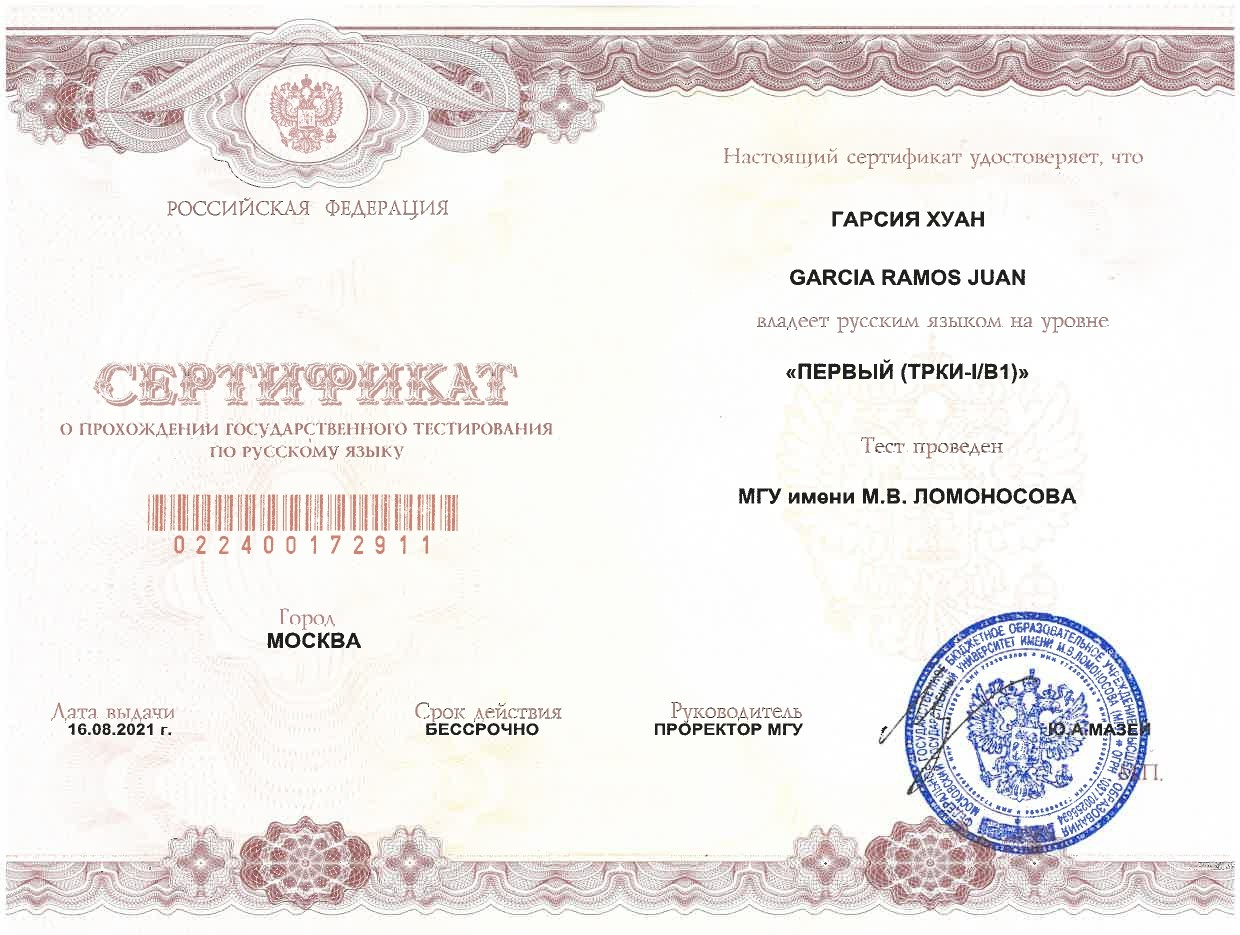 РОССИЙСКАЯ ФЕДЕРАЦИЯ
СЕРТИФИКАТ
О ПРОХОЖДЕНИИ ГОСУДАРСТВЕННОГО ТЕСТИРОВАНИЯ
ПО РУССКОМУ ЯЗЫКУ
022400172911
Город
МОСКВА
Дата выдачи
16.08.2021 г.
Срок действия
БЕССРОЧНО
Настоящий сертификат удостоверяет, что
ГАРСИЯ ХУАН
GARCIA RAMOS JUAN
владеет русским языком на уровне
«ПЕРВЫЙ (ТРКИ-I/B1)»
Тест проведен
МГУ имени М.В. ЛОМОНОСОВА
Руководитель
ПРОРЕКТОР МГУ
Ю.А.МАЗЕЙ
М.П.
ФЕДЕРАЛЬНОЕ ГОСУДАРСТВЕННОЕ БЮДЖЕТНОЕ ОБРАЗОВАТЕЛЬНОЕ УЧРЕЖДЕНИЕ ВЫСШЕГО ОБРАЗОВАНИЯ
МОСКОВСКИЙ ГОСУДАРСТВЕННЫЙ УНИВЕРСИТЕТ ИМЕНИ М.В.ЛОМОНОСОВА
ОГРН